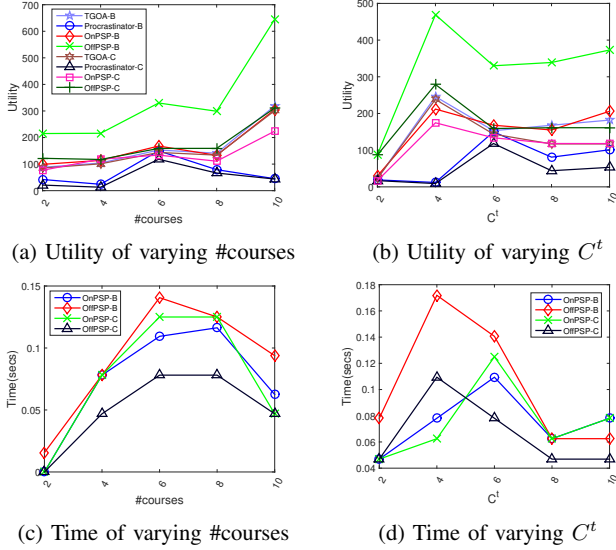 700
600
500
400
300
200
100
0
Utility
TGOA-B
Procrastinator-B
OnPSP-B
OffPSP-B
TGOA-C
Procrastinator-C
OnPSP-C
OffPSP-C
2 4 6 8 10
#courses
(a) Utility of varying #courses
500
400
300
200
100
0
Utility
2 4 6 8 10
C^t
(b) Utility of varying C^t
0.15
0.1
0.05
0
Time(secs)
OnPSP-B
OffPSP-B
OnPSP-C
OffPSP-C
2 4 6 8 10
#courses
(c) Time of varying #courses
0.18
0.16
0.14
0.12
0.1
0.08
0.06
0.04
Time(secs)
OnPSP-B
OffPSP-B
OnPSP-C
OffPSP-C
2 4 6 8 10
C^t
(d) Time of varying C^t